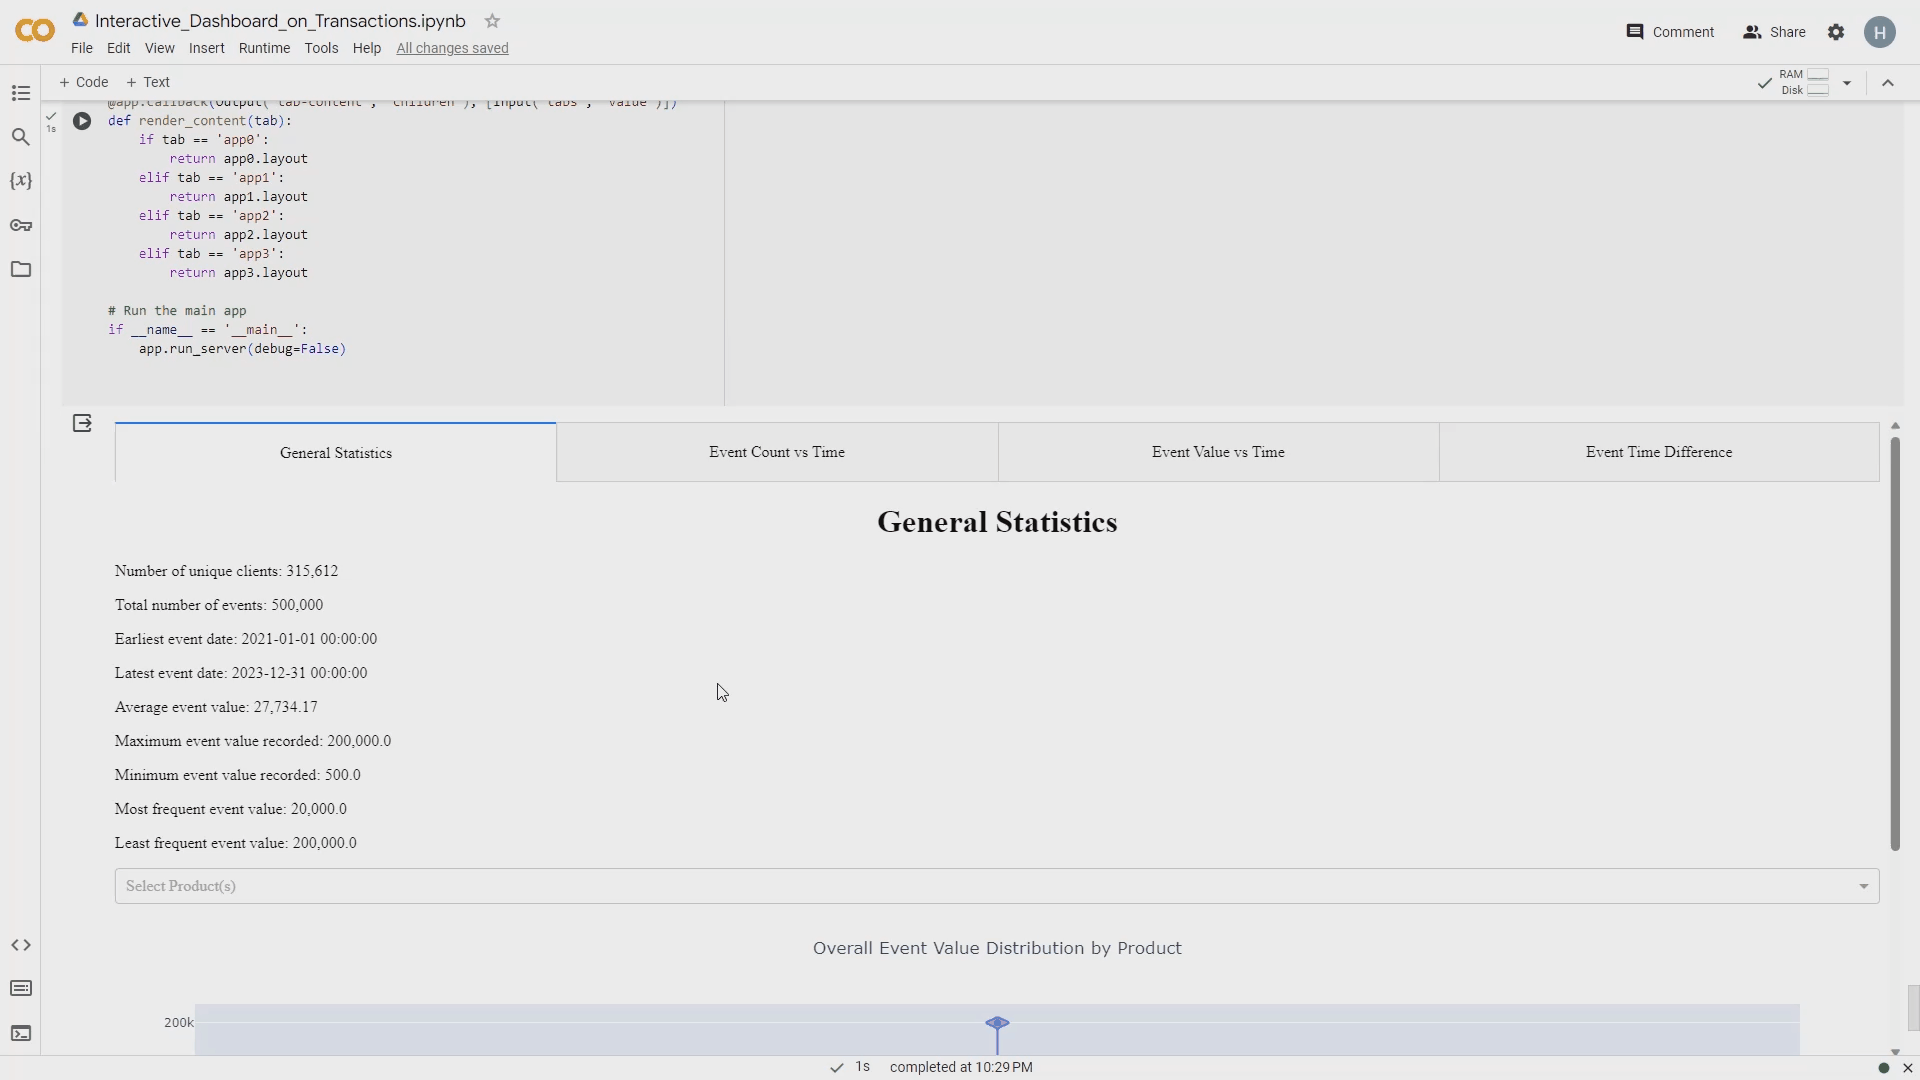 Interactive_Dashboard_on_Transactions.ipynb
File Edit View Insert Runtime Tools Help All changes saved
Comment Share H
+ Code + Text
RAM
Disk
@app.callback(Output('tab-content', 'children'), [Input('tabs', 'value')])
1s
def render_content(tab):
if tab == 'app0':
return app0.layout
elif tab == 'app1':
return app1.layout
elif tab == 'app2':
return app2.layout
elif tab == 'app3':
return app3.layout
# Run the main app
if __name__ == '__main__':
app.run_server(debug=False)
General Statistics Event Count vs Time Event Value vs Time Event Time Difference
General Statistics
Number of unique clients: 315,612
Total number of events: 500,000
Earliest event date: 2021-01-01 00:00:00
Latest event date: 2023-12-31 00:00:00
Average event value: 27,734.17
Maximum event value recorded: 200,000.0
Minimum event value recorded: 500.0
Most frequent event value: 20,000.0
Least frequent event value: 200,000.0
Select Product(s)
Overall Event Value Distribution by Product
200k
1s completed at 10:29 PM